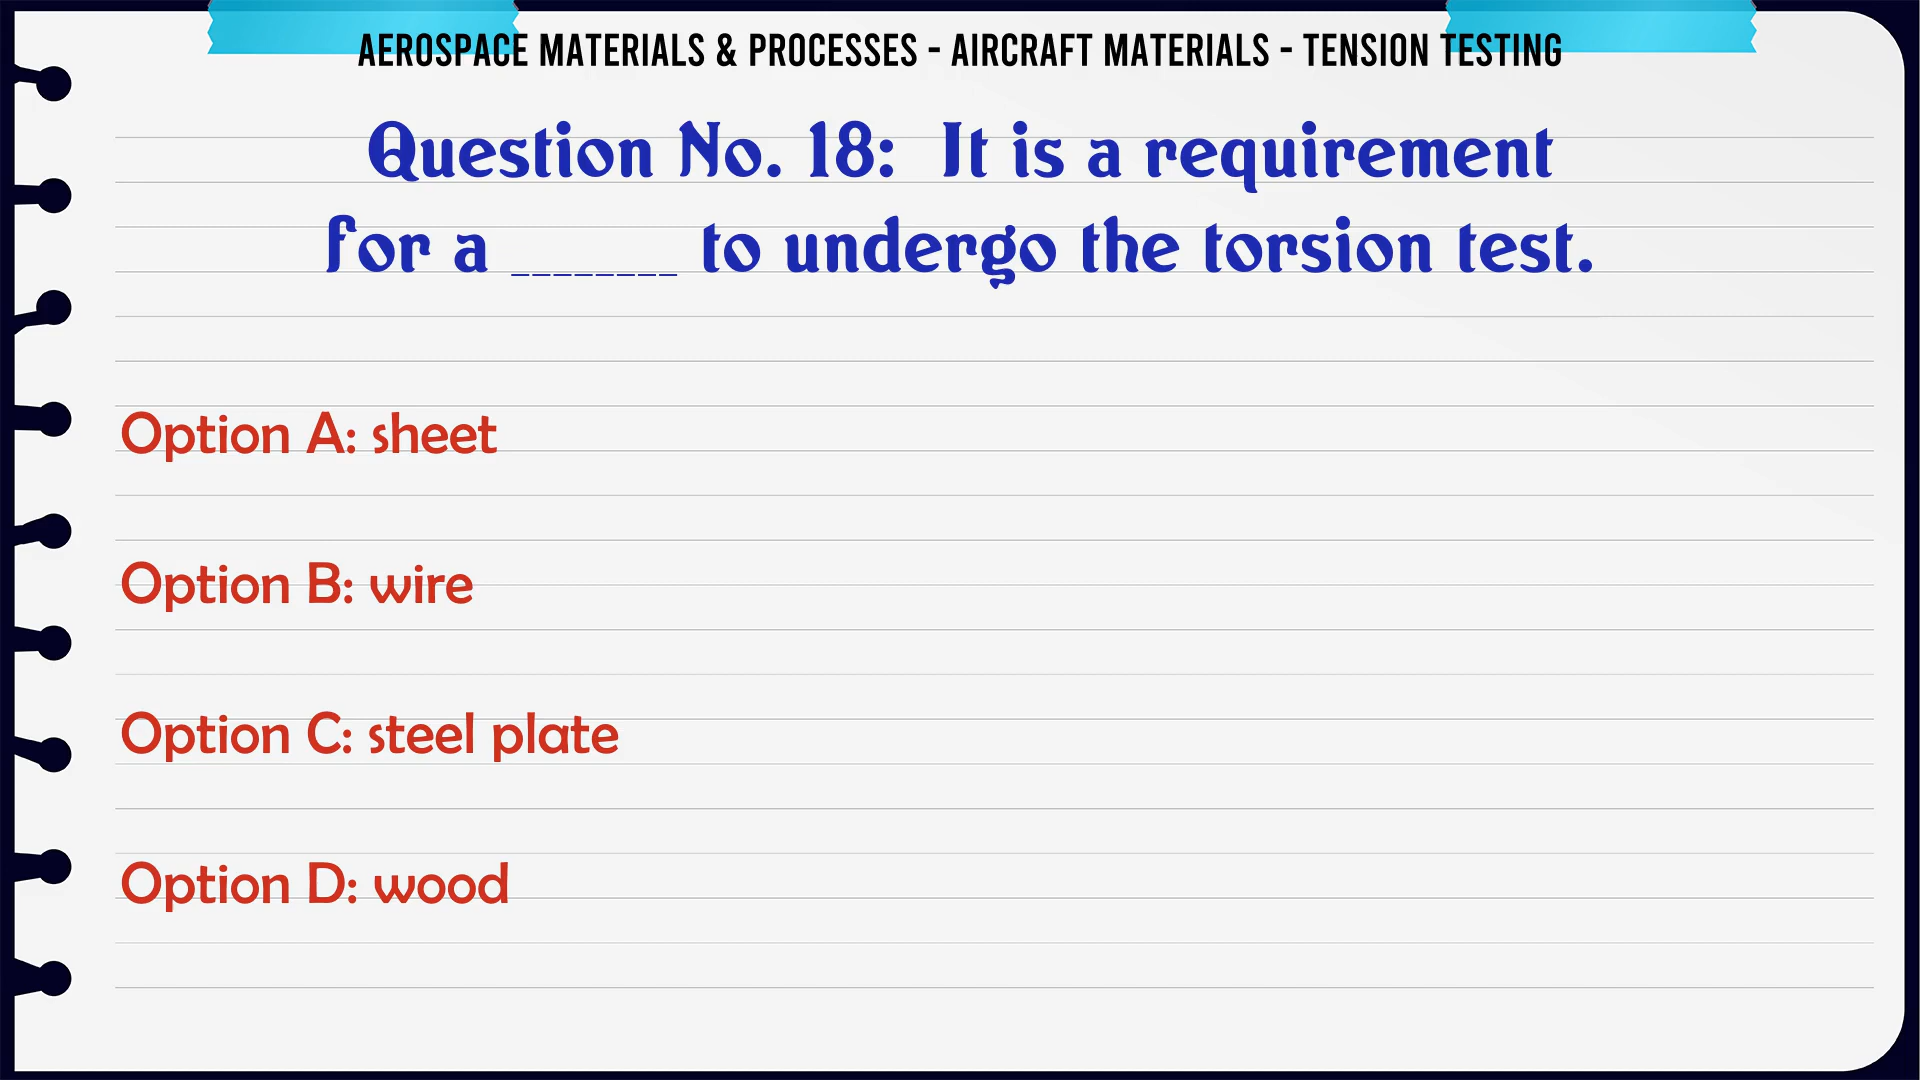 AEROSPACE MATERIALS & PROCESSES - AIRCRAFT MATERIALS - TENSION TESTING
Question No. 18: It is a requirement
for a ________ to undergo the torsion test.
Option A: sheet
Option B: wire
Option C: steel plate
Option D: wood